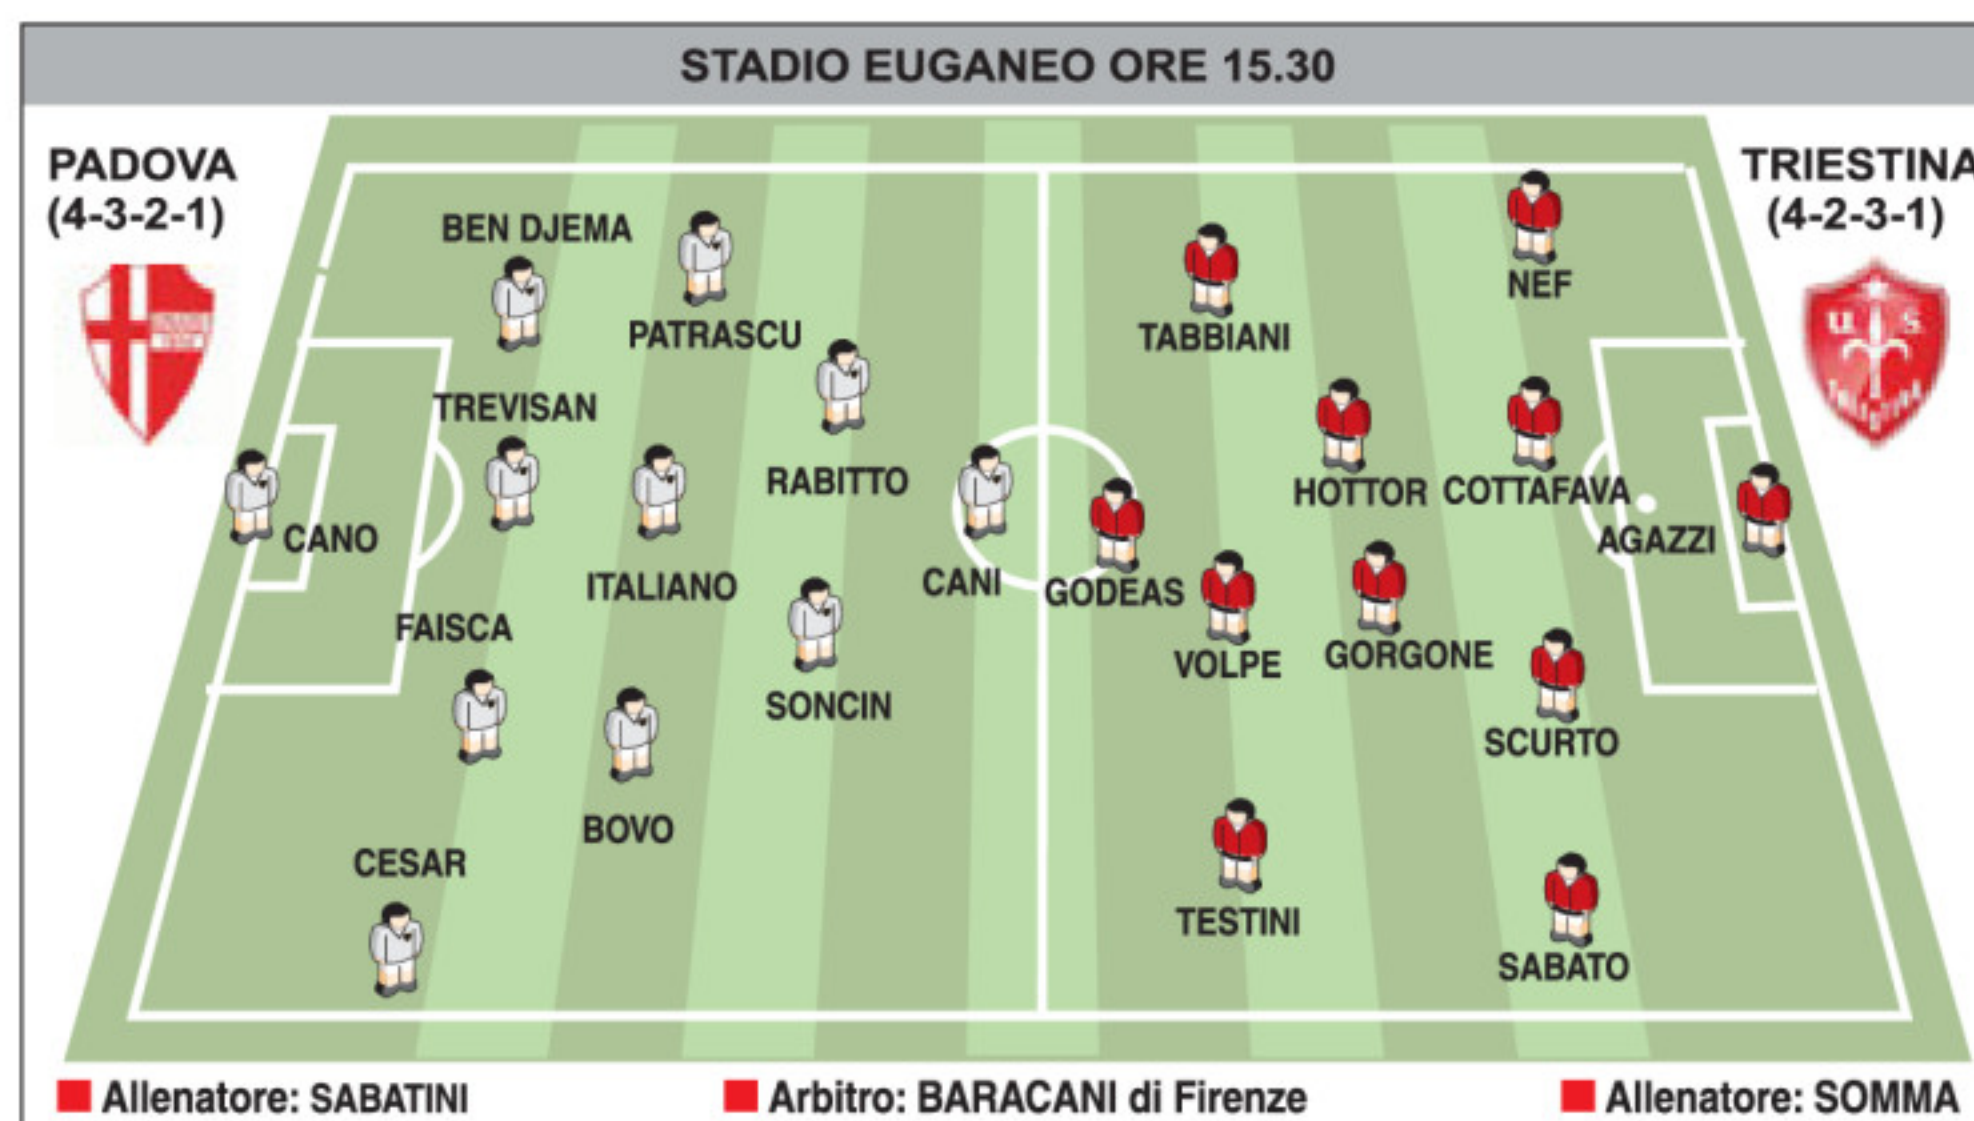 STADIO EUGANEO ORE 15.30
PADOVA
(4-3-2-1)
TRIESTINA
(4-2-3-1)
BEN DJEMA
PATRASCU
TREVISAN
RABITTO
CANO
ITALIANO
CANI
FAISCA
SONCIN
BOVO
CESAR
NEF
TABBIANI
HOTTOR
COTTAFAVA
AGAZZI
GODEAS
VOLPE
GORGONE
SCURTO
TESTINI
SABATO
U. S.
Allenatore: SABATINI
Arbitro: BARACANI di Firenze
Allenatore: SOMMA